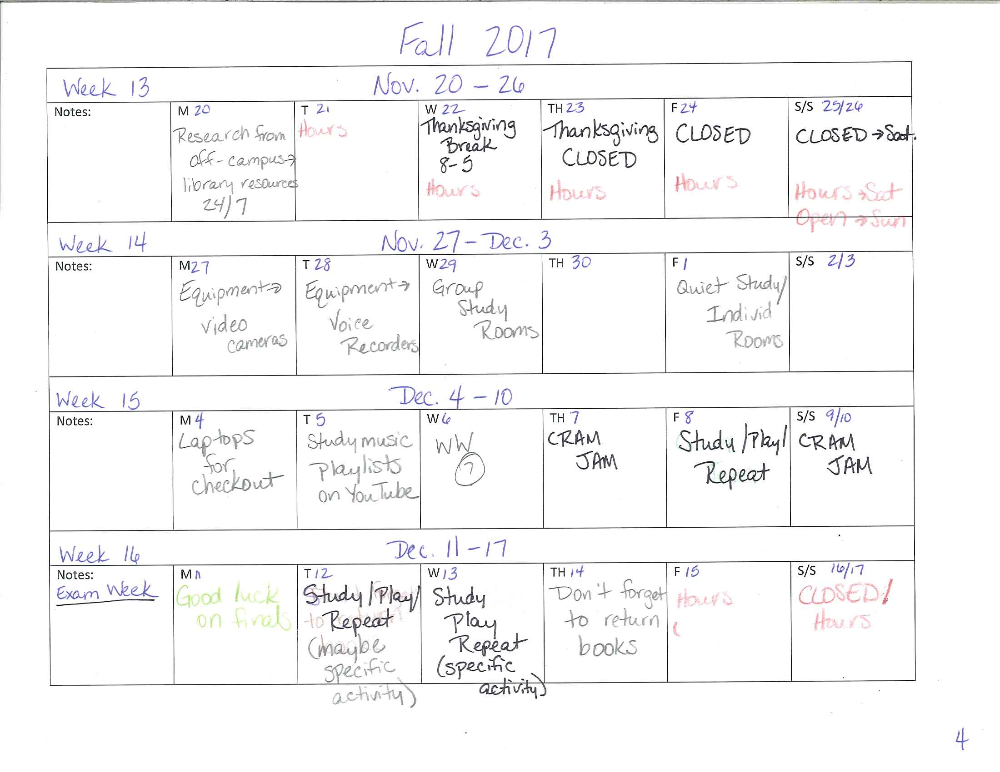 Fall 2017
Week 13 Nov. 20 - 26
Notes:
M 20
Research from
off-campus→
library resources
24/7
T 21
Hours
W 22
Thanksgiving
Break
8-5
Hours
TH 23
Thanksgiving
CLOSED
Hours
F 24
CLOSED
Hours
S/S 25/26
CLOSED → Sat.
Hours → Sat
Open → Sun
Week 14 Nov. 27 - Dec. 3
Notes:
M 27
Equipment→
video
cameras
T 28
Equipment→
Voice
Recorders
W 29
Group
Study
Rooms
TH 30
F 1
Quiet Study/
Individ
Rooms
S/S 2/3
Week 15 Dec. 4 - 10
Notes:
M 4
Laptops
for
checkout
T 5
Study music
Playlists
on YouTube
W 6
WW
?
TH 7
CRAM
JAM
F 8
Study/Play/
Repeat
S/S 9/10
CRAM
JAM
Week 16 Dec. 11 - 17
Notes:
Exam Week
M 11
Good luck
on finals
T 12
Study/Play/
Repeat
(maybe
specific
activity)
W 13
Study
Play
Repeat
(specific
activity)
TH 14
Don't forget
to return
books
F 15
Hours
(
S/S 16/17
CLOSED/
Hours
4